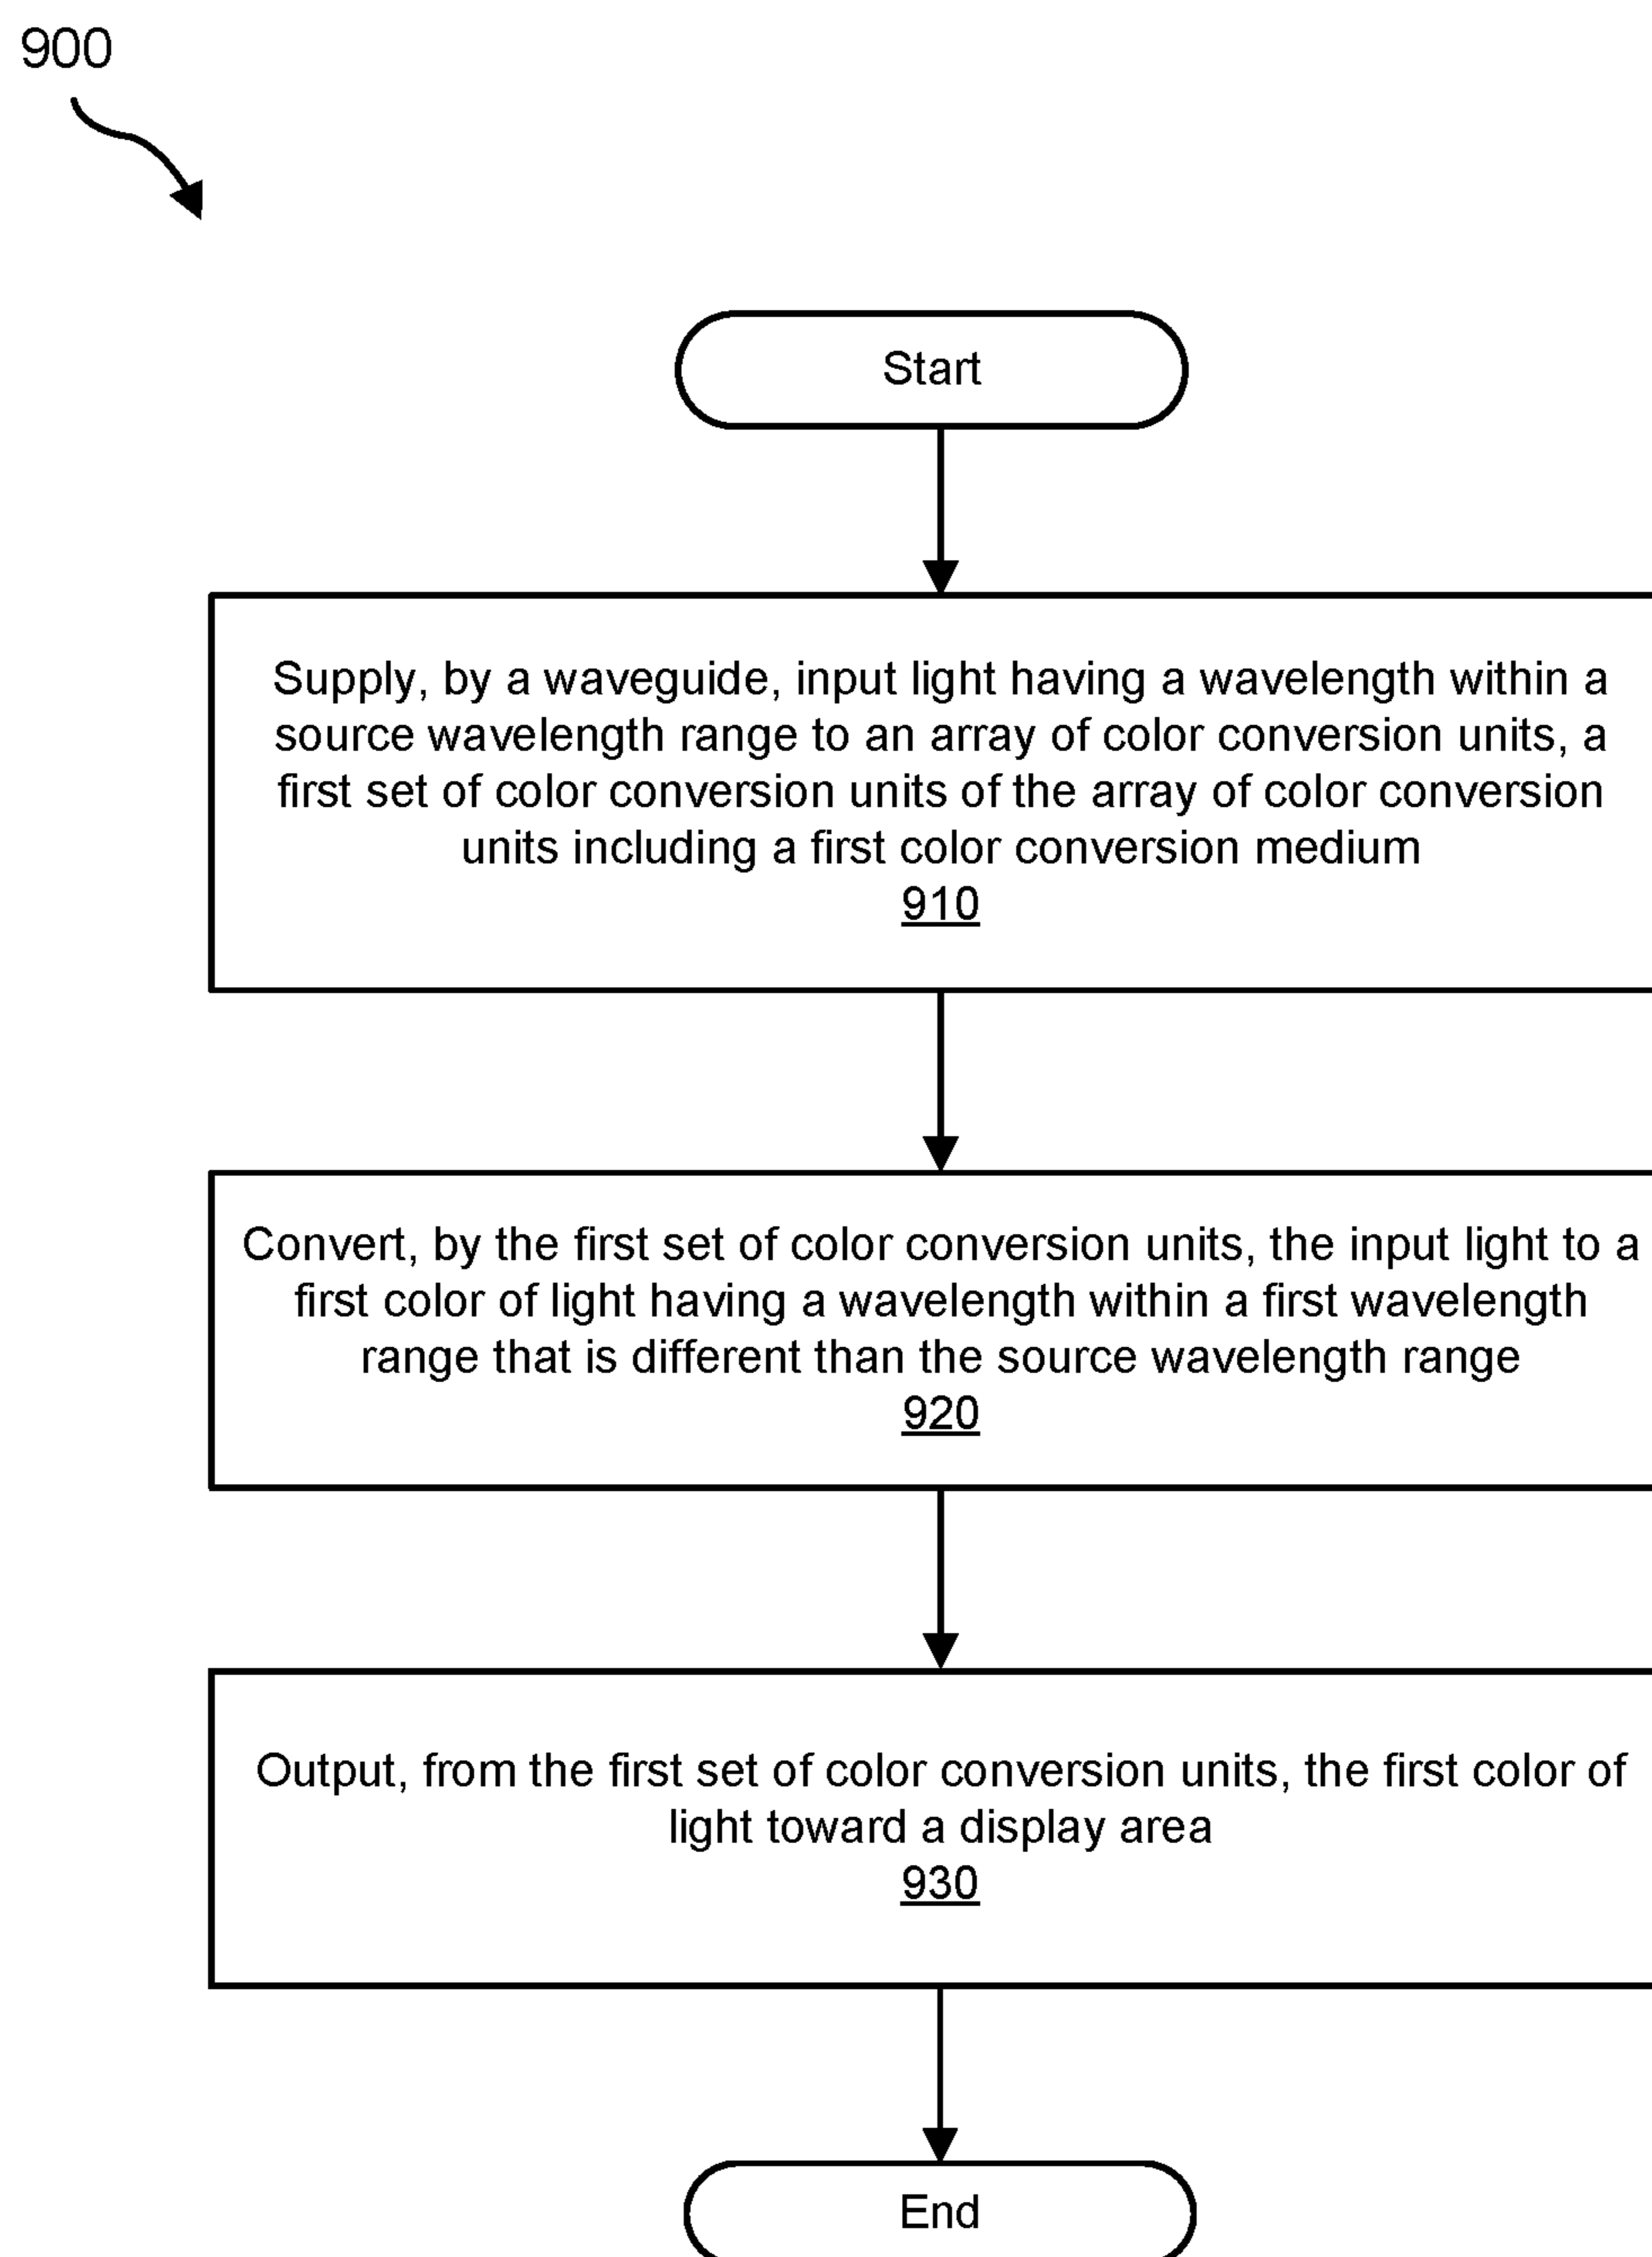 900
Start
Supply, by a waveguide, input light having a wavelength within a
source wavelength range to an array of color conversion units, a
first set of color conversion units of the array of color conversion
units including a first color conversion medium
910
Convert, by the first set of color conversion units, the input light to a
first color of light having a wavelength within a first wavelength
range that is different than the source wavelength range
920
Output, from the first set of color conversion units, the first color of
light toward a display area
930
End